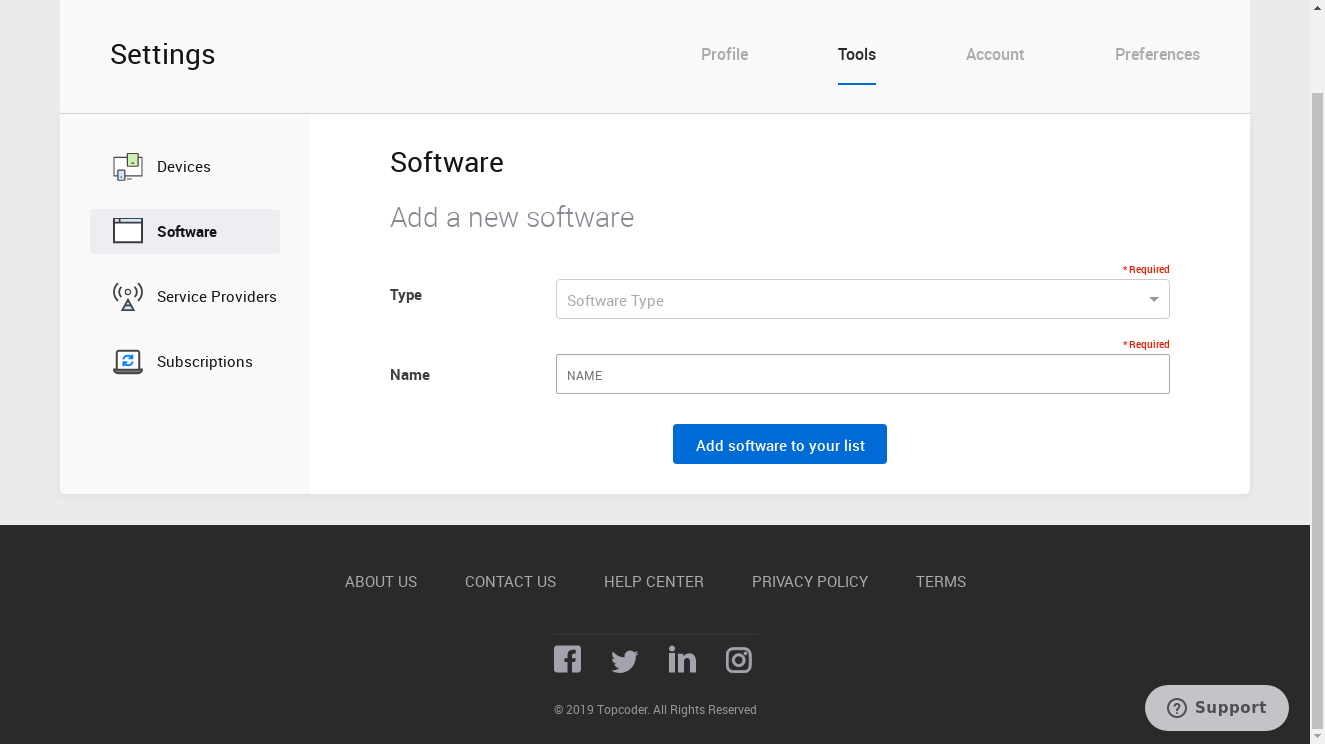 Settings
Profile
Tools
Account
Preferences
Devices
Software
Service Providers
Subscriptions
Software
Add a new software
* Required
Type
Software Type
* Required
Name
NAME
Add software to your list
ABOUT US
CONTACT US
HELP CENTER
PRIVACY POLICY
TERMS
© 2019 Topcoder. All Rights Reserved
Support